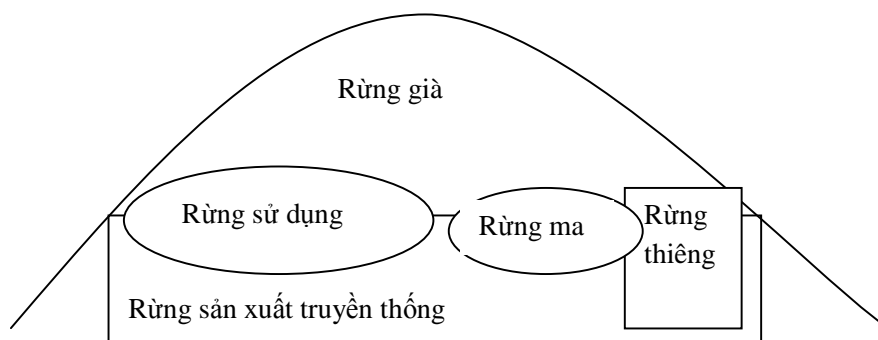 Rừng già
Rừng sử dụng
Rừng ma
Rừng
thiêng
Rừng sản xuất truyền thống